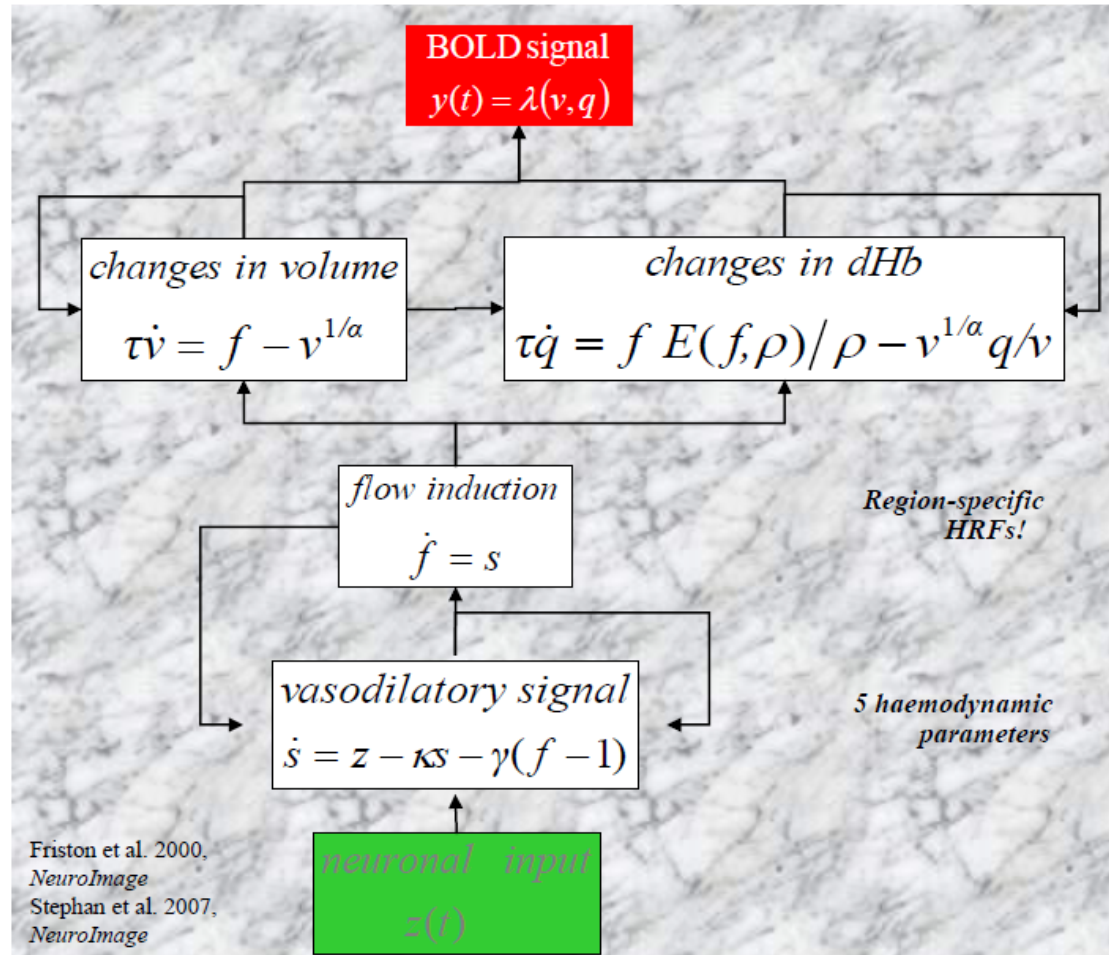 BOLD signal
y(t) = λ(v, q)
changes in volume
τv̇ = f − v^{1/α}
changes in dHb
τq̇ = f E(f,ρ)/ρ − v^{1/α} q/v
flow induction
ḟ = s
Region-specific
HRFs!
vasodilatory signal
ṡ = z − κs − γ(f − 1)
5 haemodynamic
parameters
neuronal input
z(t)
Friston et al. 2000,
NeuroImage
Stephan et al. 2007,
NeuroImage